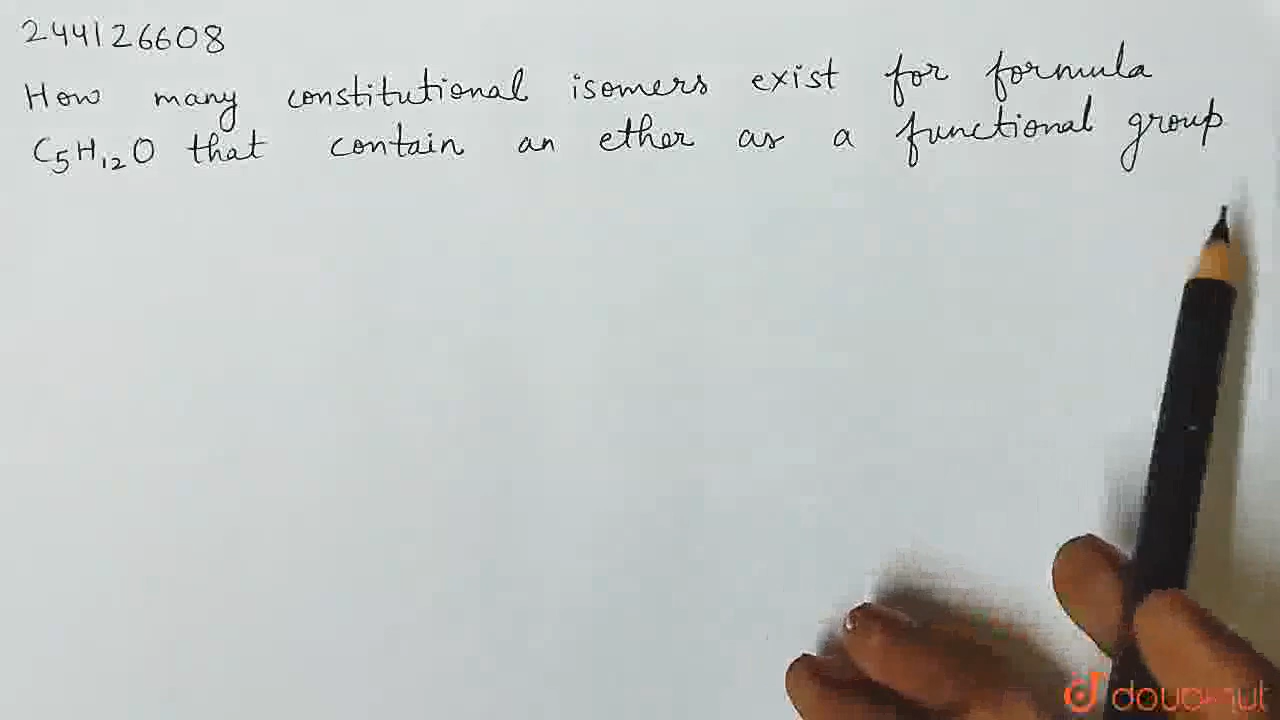 244126608
How many constitutional isomers exist for formula
C₅H₁₂O that contain an ether as a functional group
doubtnut